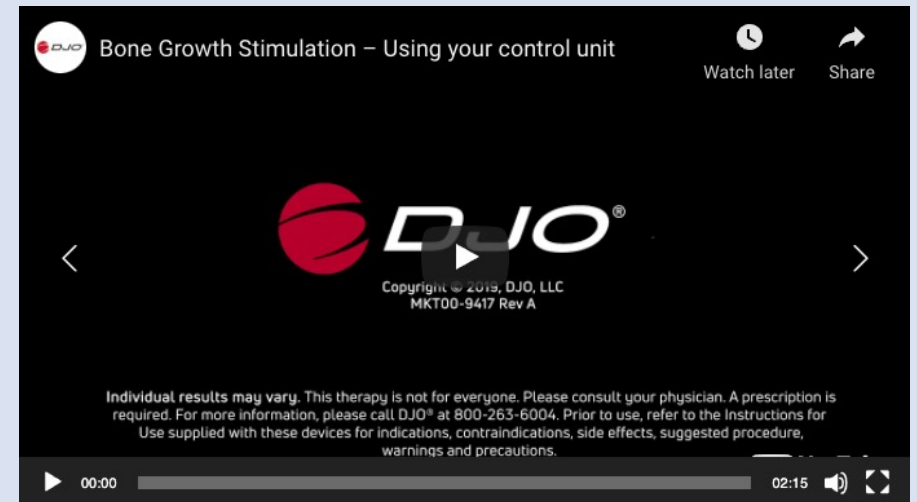 DJO
Bone Growth Stimulation – Using your control unit
Watch later
Share
DJO®
Copyright © 2019, DJO, LLC
MKT00-9417 Rev A
Individual results may vary. This therapy is not for everyone. Please consult your physician. A prescription is
required. For more information, please call DJO® at 800-263-6004. Prior to use, refer to the Instructions for
Use supplied with these devices for indications, contraindications, side effects, suggested procedure,
warnings and precautions.
00:00
02:15